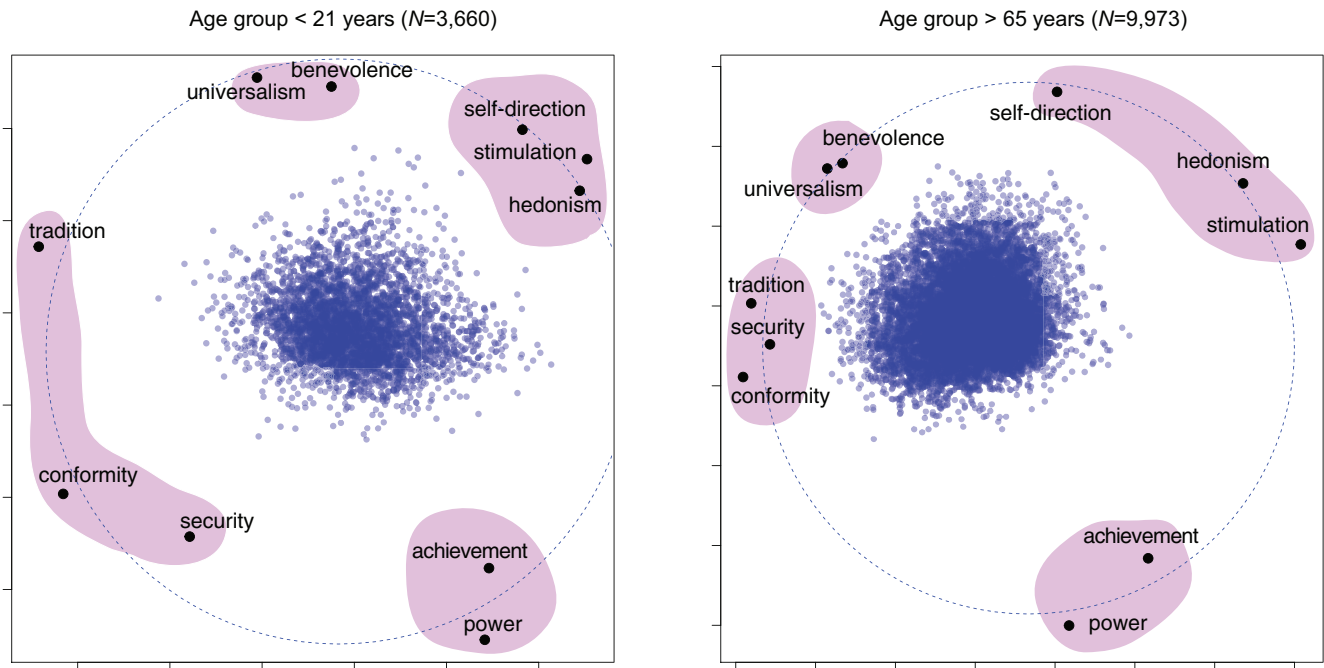 Age group < 21 years (N=3,660)
benevolence
universalism
self-direction
stimulation
hedonism
tradition
conformity
security
achievement
power
Age group > 65 years (N=9,973)
self-direction
benevolence
universalism
hedonism
stimulation
tradition
security
conformity
achievement
power